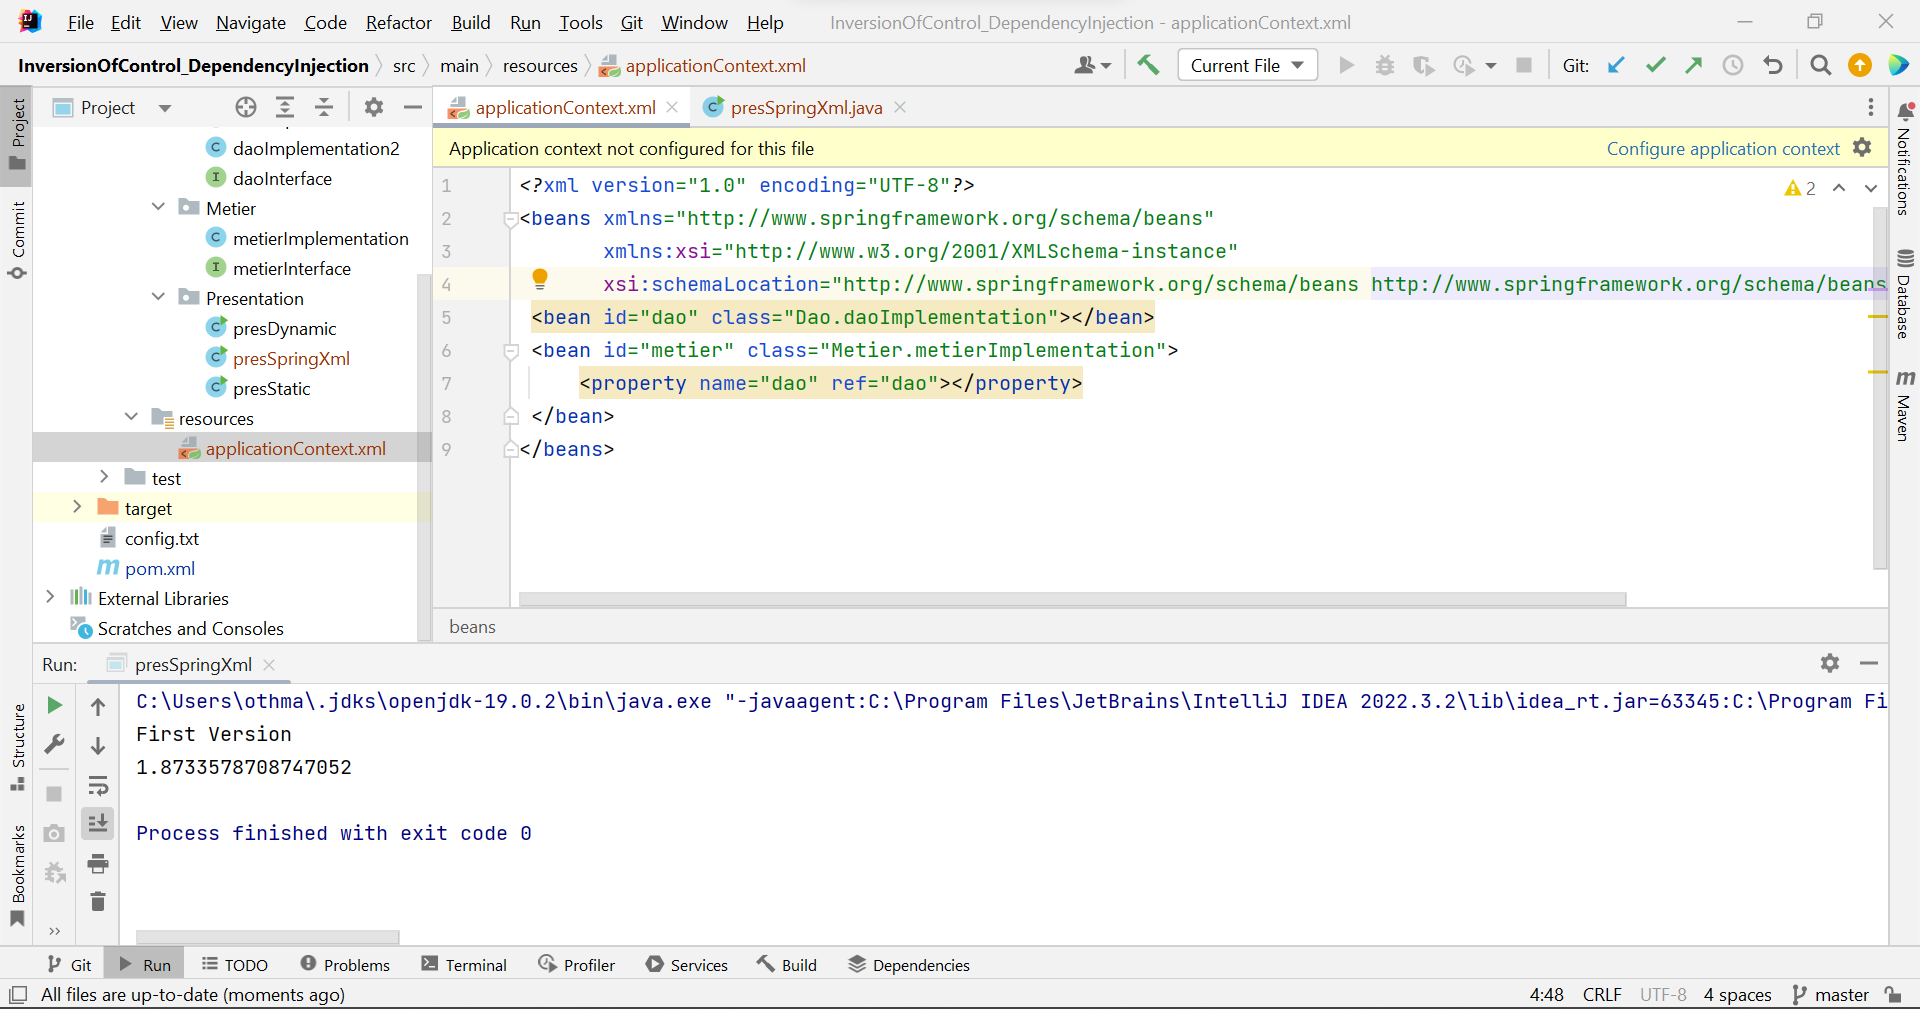 File Edit View Navigate Code Refactor Build Run Tools Git Window Help InversionOfControl_DependencyInjection - applicationContext.xml
InversionOfControl_DependencyInjection src main resources applicationContext.xml Current File Git:
Project
Commit
Structure
Bookmarks
Project
daoImplementation2
daoInterface
Metier
metierImplementation
metierInterface
Presentation
presDynamic
presSpringXml
presStatic
resources
applicationContext.xml
test
target
config.txt
pom.xml
External Libraries
Scratches and Consoles
applicationContext.xml presSpringXml.java
Application context not configured for this file Configure application context
2
1 <?xml version="1.0" encoding="UTF-8"?>
2 <beans xmlns="http://www.springframework.org/schema/beans"
3 xmlns:xsi="http://www.w3.org/2001/XMLSchema-instance"
4 xsi:schemaLocation="http://www.springframework.org/schema/beans http://www.springframework.org/schema/beans
5 <bean id="dao" class="Dao.daoImplementation"></bean>
6 <bean id="metier" class="Metier.metierImplementation">
7 <property name="dao" ref="dao"></property>
8 </bean>
9 </beans>
beans
Notifications
Database
Maven
Run: presSpringXml
C:\Users\othma\.jdks\openjdk-19.0.2\bin\java.exe "-javaagent:C:\Program Files\JetBrains\IntelliJ IDEA 2022.3.2\lib\idea_rt.jar=63345:C:\Program Fi
First Version
1.8733578708747052
Process finished with exit code 0
Git Run TODO Problems Terminal Profiler Services Build Dependencies
All files are up-to-date (moments ago) 4:48 CRLF UTF-8 4 spaces master